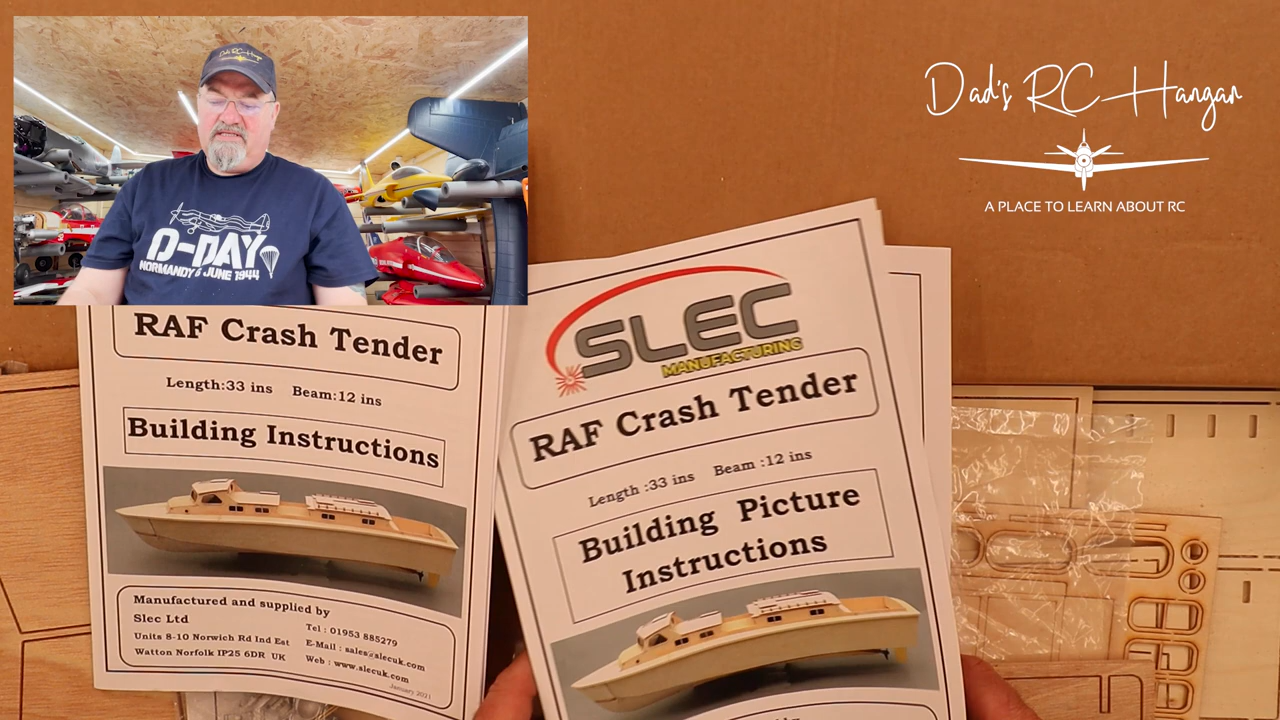 Dad's RC Hangar
D-DAY
NORMANDY 6 JUNE 1944
Dad's RC Hangar
A PLACE TO LEARN ABOUT RC
RAF Crash Tender
Length:33 ins Beam:12 ins
Building Instructions
Manufactured and supplied by
Slec Ltd
Units 8-10 Norwich Rd Ind Est
Watton Norfolk IP25 6DR UK
Tel : 01953 885279
E-Mail : sales@slecuk.com
Web : www.slecuk.com
January 2021
SLEC
MANUFACTURING
RAF Crash Tender
Length :33 ins Beam :12 ins
Building Picture
Instructions